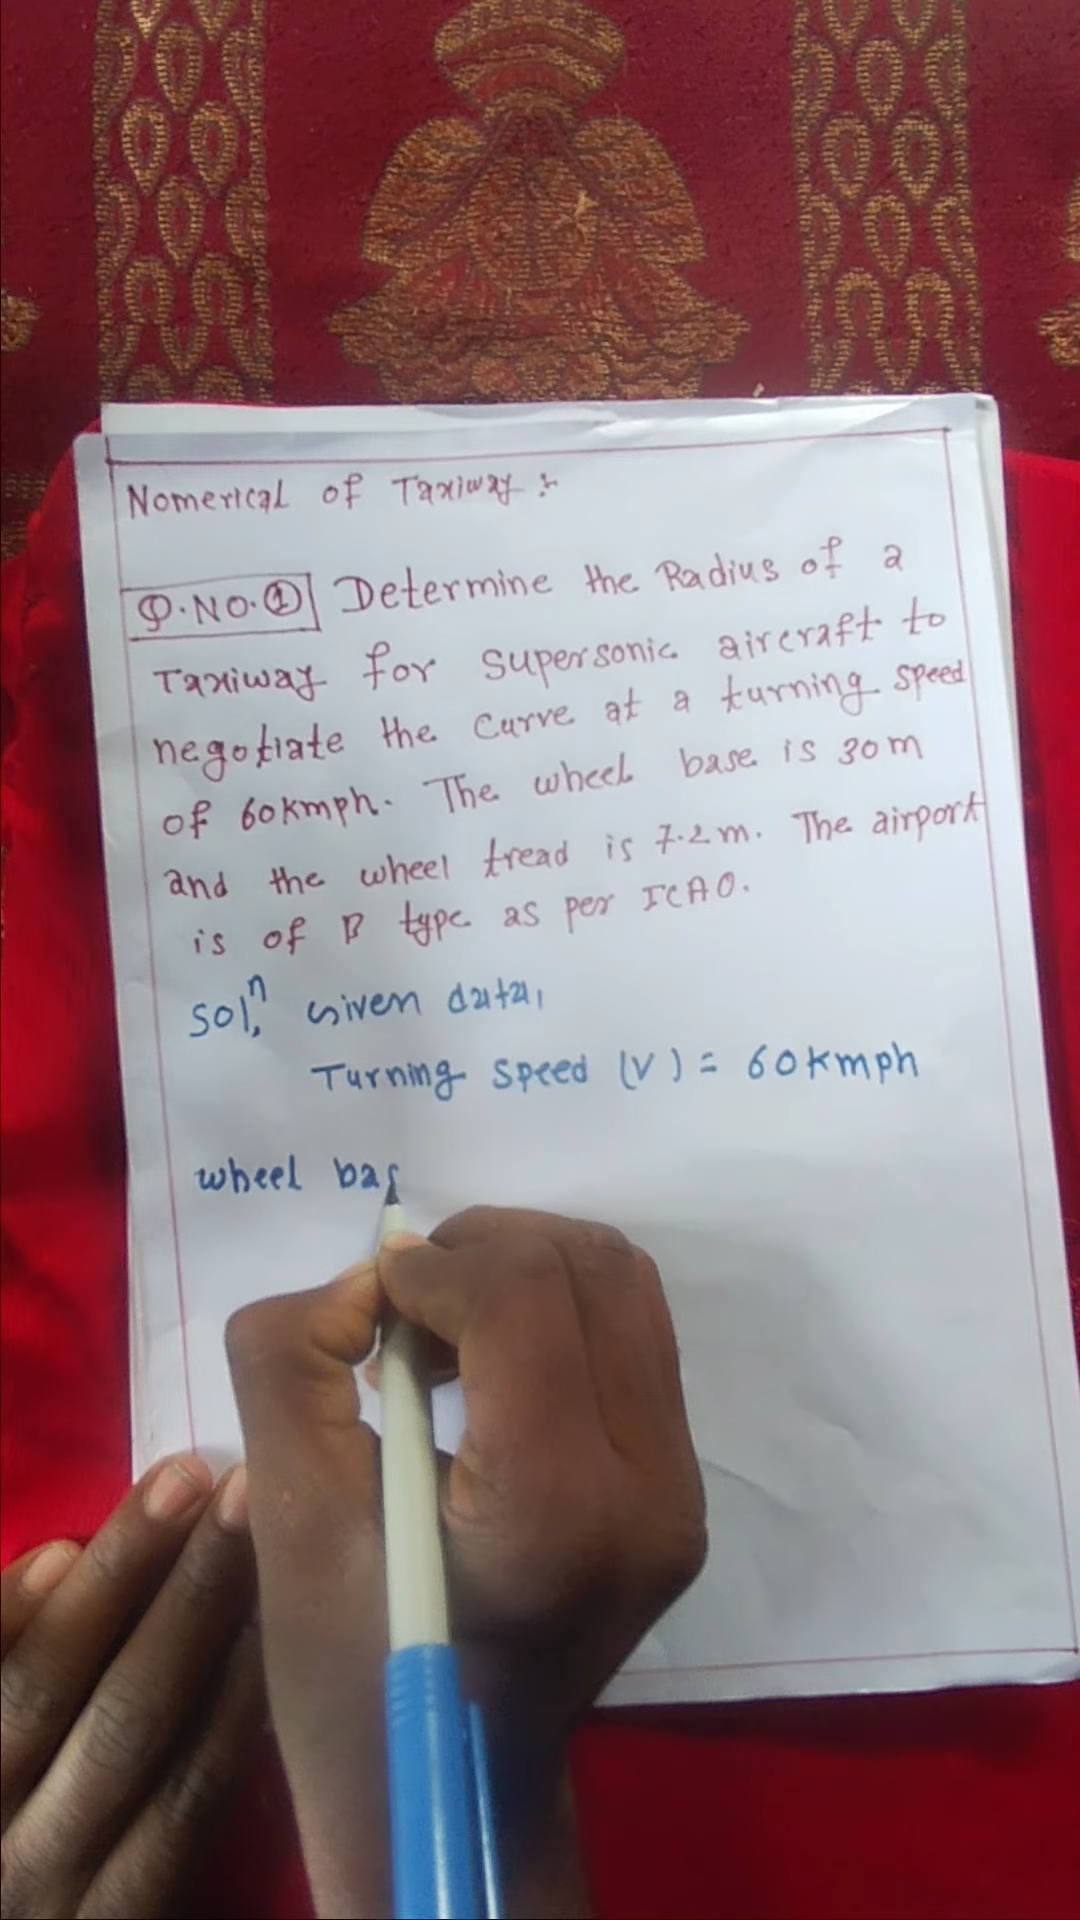 Nomerical of Taxiway :-
Q.NO.① Determine the Radius of a
Taxiway for supersonic aircraft to
negotiate the curve at a turning speed
of 60kmph. The wheel base is 30m
and the wheel tread is 7.2m. The airport
is of B type as per ICAO.
Solⁿ, Given data,
Turning speed (V) = 60kmph
wheel bas